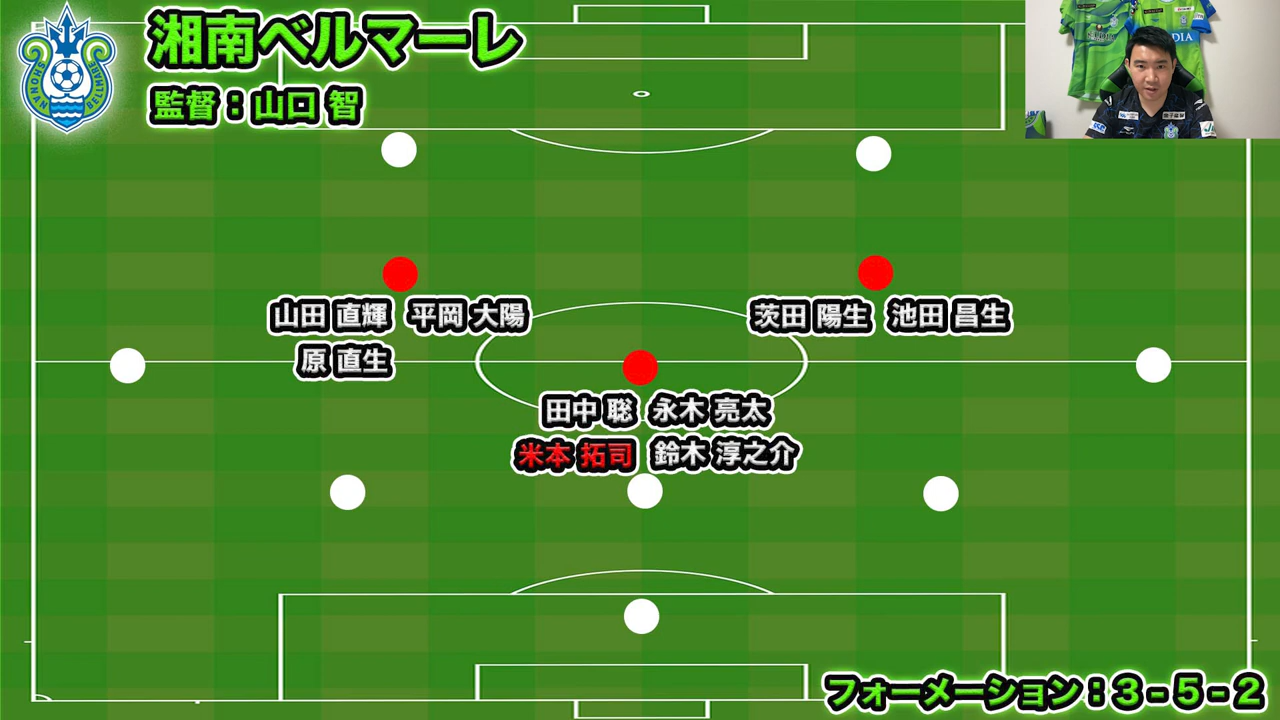 湘南ベルマーレ
監督：山口 智
SHONAN BELLMARE
DIA
山田 直輝 平岡 大陽
茨田 陽生 池田 昌生
原 直生
田中 聡 永木 亮太
米本 拓司 鈴木 淳之介
フォーメーション：3-5-2